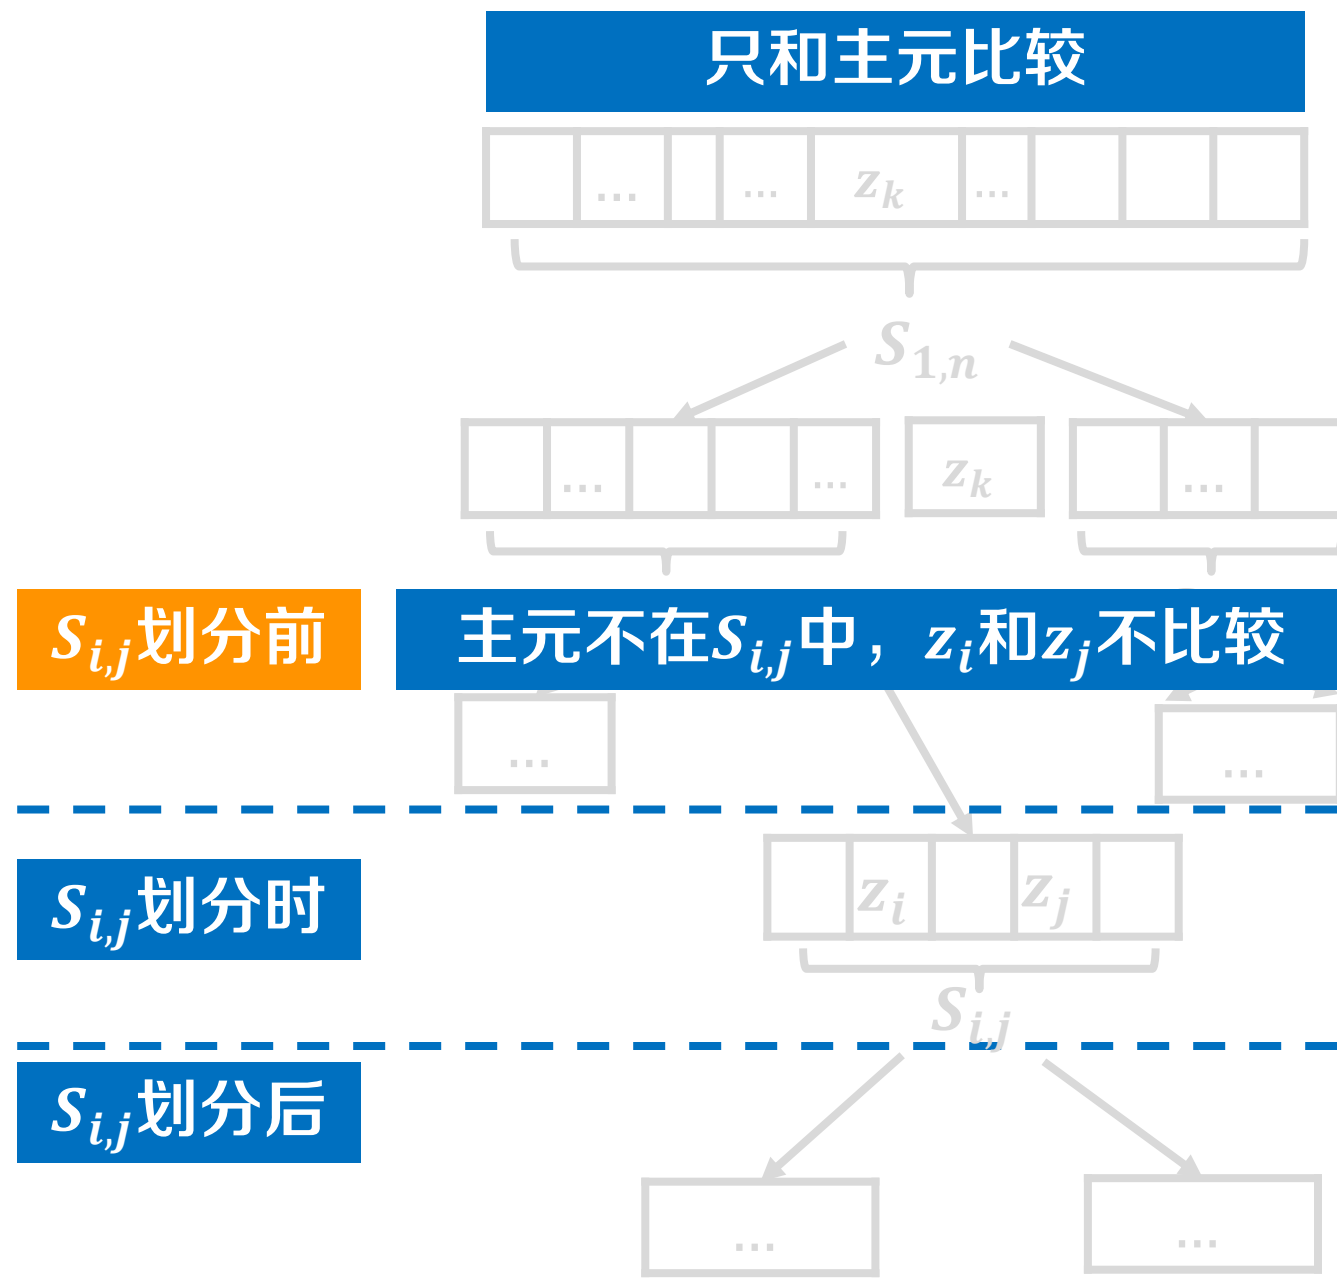 只和主元比较
... ... z_k ...
S_{1,n}
... ... z_k ...
S_{i,j}划分前 主元不在S_{i,j}中，z_i和z_j不比较
... ...
S_{i,j}划分时 z_i z_j
S_{i,j}
S_{i,j}划分后
... ...